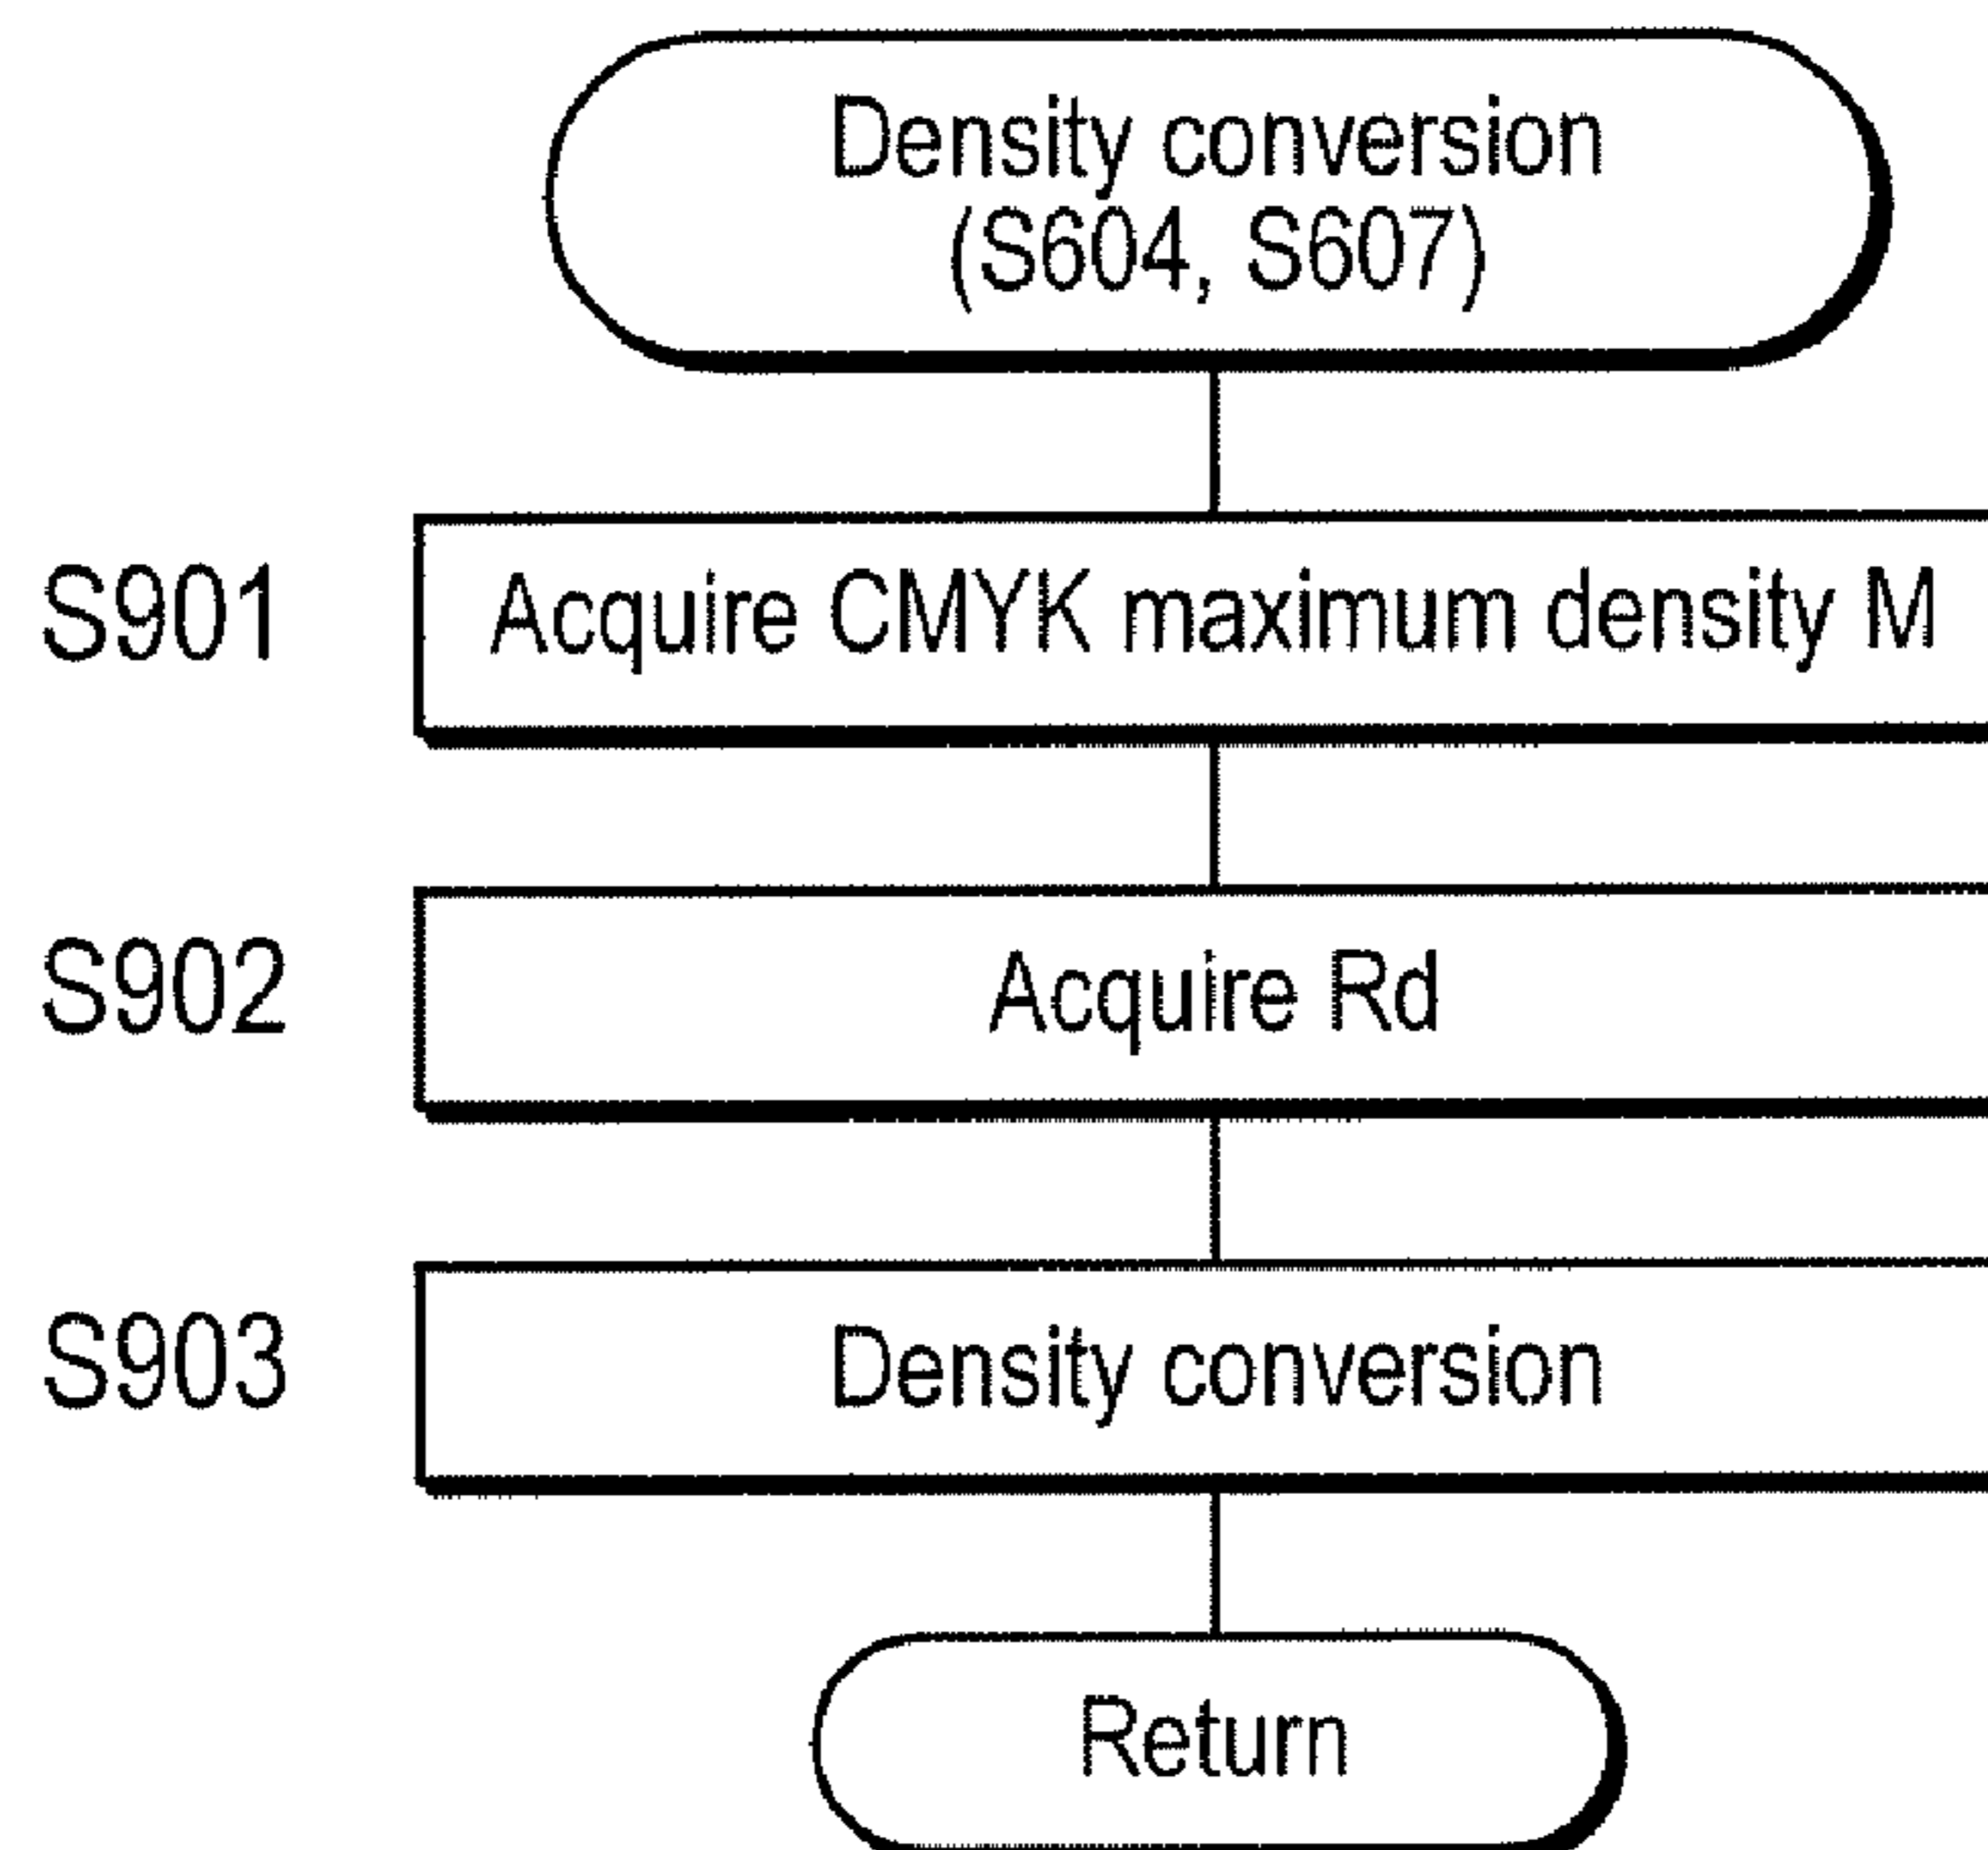 Density conversion
(S604, S607)
S901 Acquire CMYK maximum density M
S902 Acquire Rd
S903 Density conversion
Return